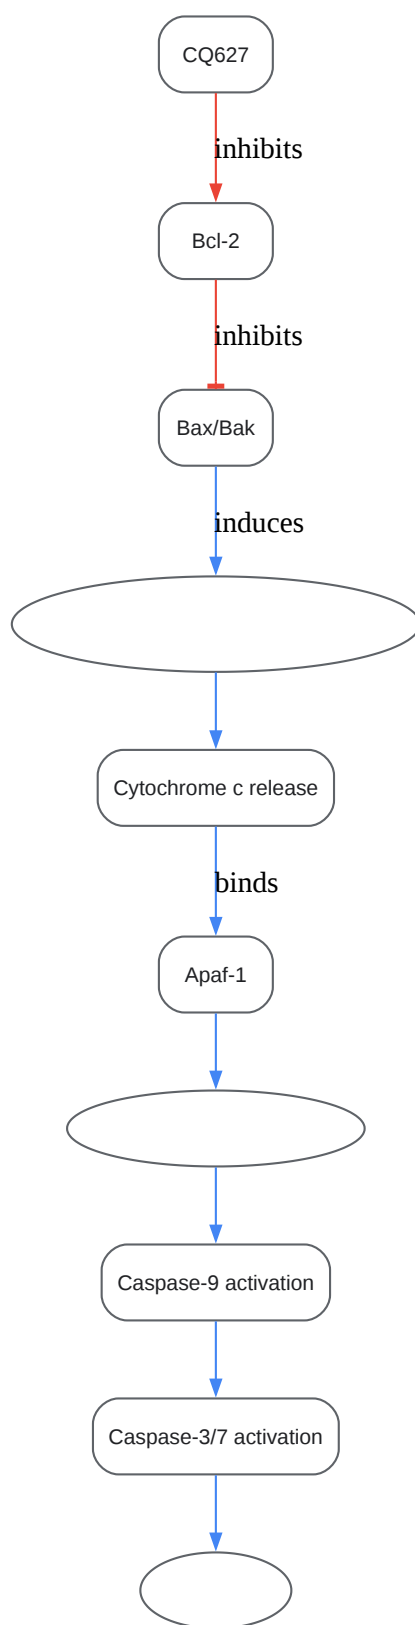 CQ627
inhibits
Bcl-2
inhibits
Bax/Bak
induces
Cytochrome c release
binds
Apaf-1
Caspase-9 activation
Caspase-3/7 activation